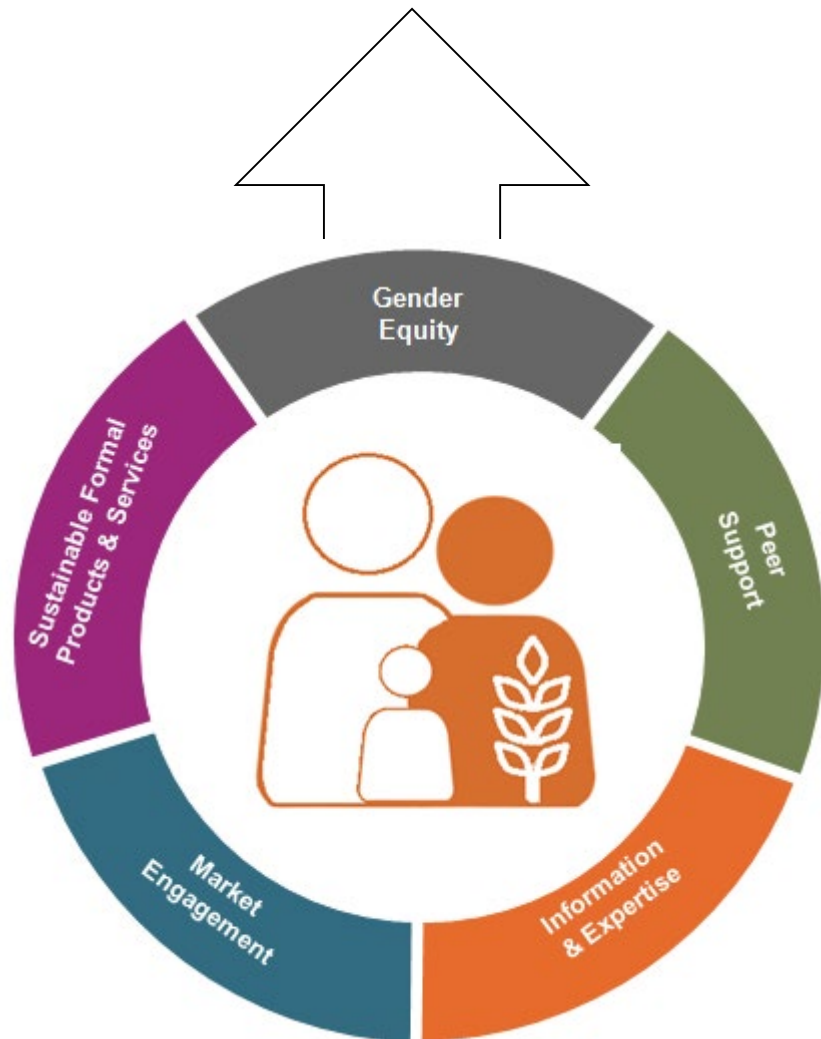 Gender
Equity
Peer
Support
Information
& Expertise
Market
Engagement
Sustainable Formal
Products & Services